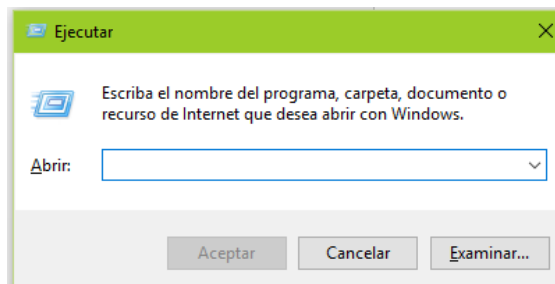 Ejecutar
Escriba el nombre del programa, carpeta, documento o
recurso de Internet que desea abrir con Windows.
Abrir:
Aceptar Cancelar Examinar...